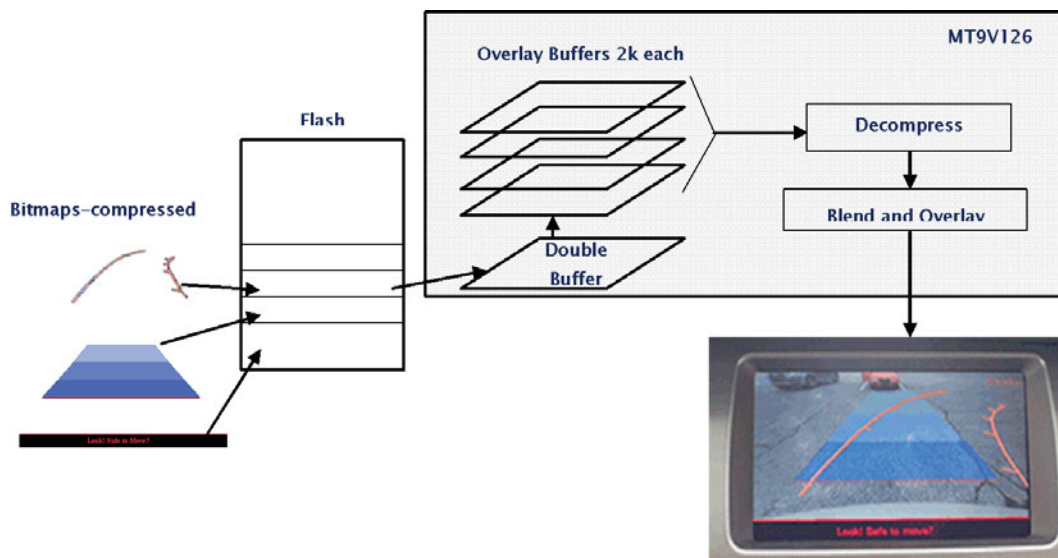 MT9V126
Overlay Buffers 2k each
Flash
Decompress
Bitmaps-compressed
Blend and Overlay
Double
Buffer
Look! Safe to Move?
Look! Safe to move?